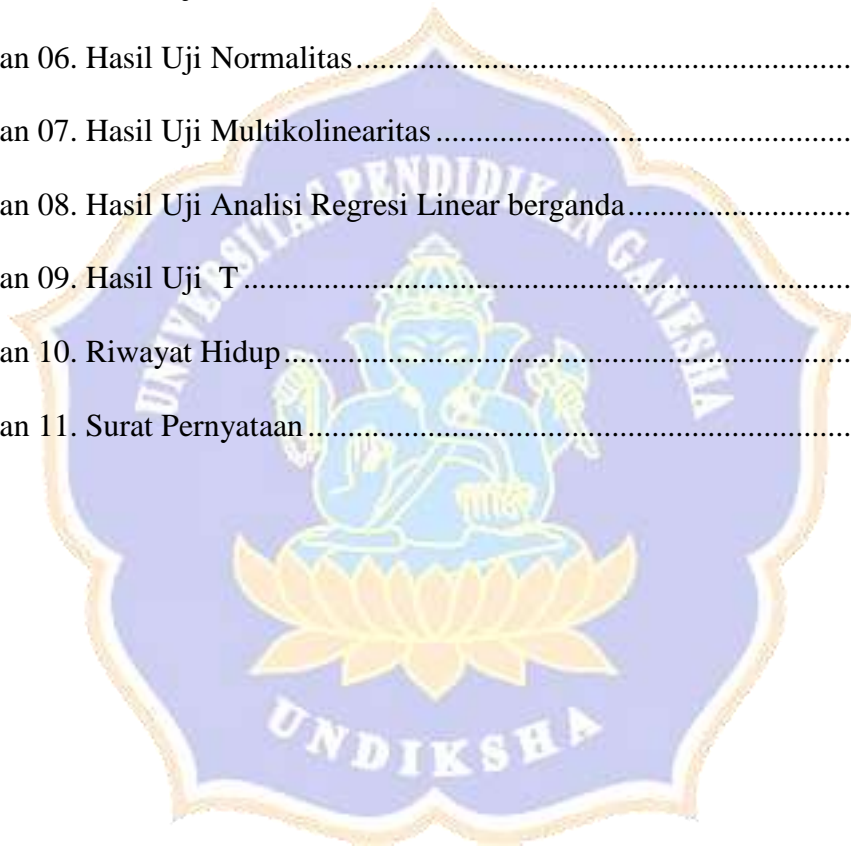 an 06. Hasil Uji Normalitas............................................................
an 07. Hasil Uji Multikolinearitas..................................................
an 08. Hasil Uji Analisi Regresi Linear berganda...........................
an 09. Hasil Uji T..........................................................................
an 10. Riwayat Hidup.....................................................................
an 11. Surat Pernyataan..................................................................
UNIVERSITAS PENDIDIKAN GANESHA
UNDIKSHA